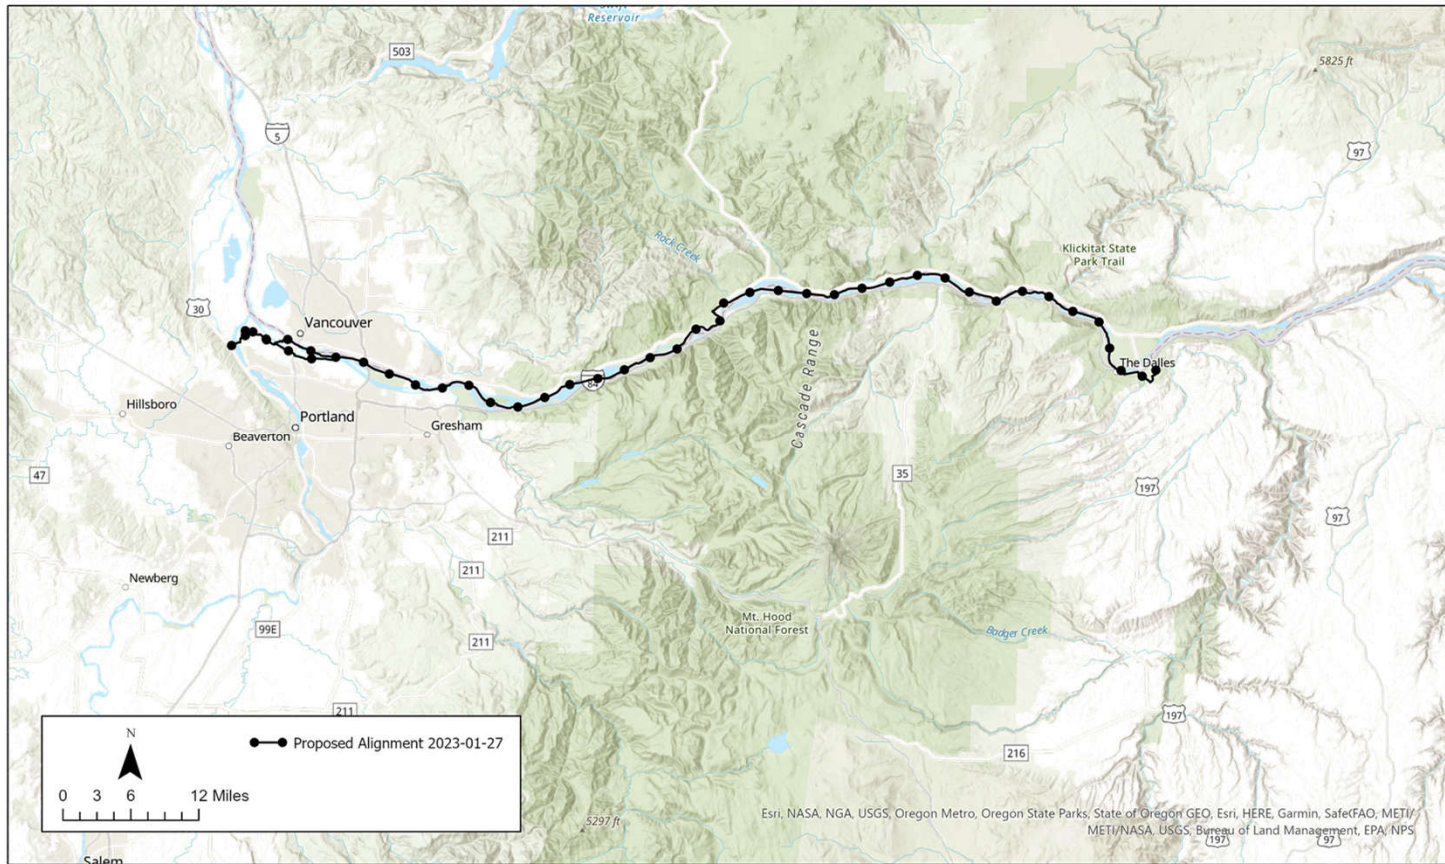 Reservoir
503
5825 ft
5
97
Klickitat State
Park Trail
Rock Creek
30
Vancouver
The Dalles
84
Cascade Range
Hillsboro
Portland
Beaverton
Gresham
47
35
197
97
211
211
Newberg
Mt. Hood
National Forest
99E
211
Badger Creek
211
197
216
N
Proposed Alignment 2023-01-27
0 3 6 12 Miles
5297 ft
Esri, NASA, NGA, USGS, Oregon Metro, Oregon State Parks, State of Oregon GEO, Esri, HERE, Garmin, Safe(FAO, METI/
METI/NASA, USGS, Bureau of Land Management, EPA, NPS
197
97
Salem